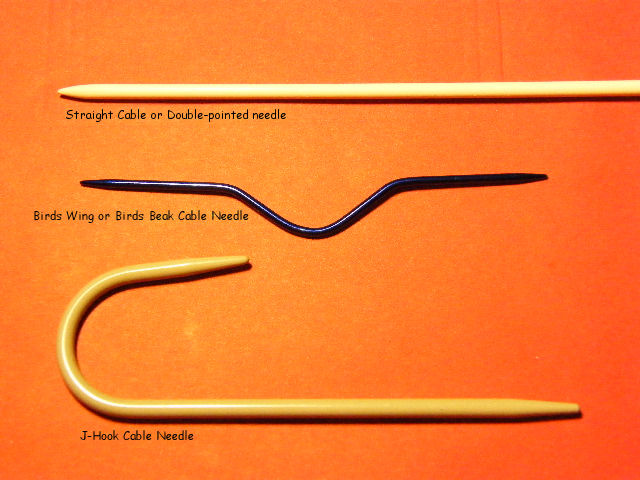 Straight Cable or Double-pointed needle
Birds Wing or Birds Beak Cable Needle
J-Hook Cable Needle